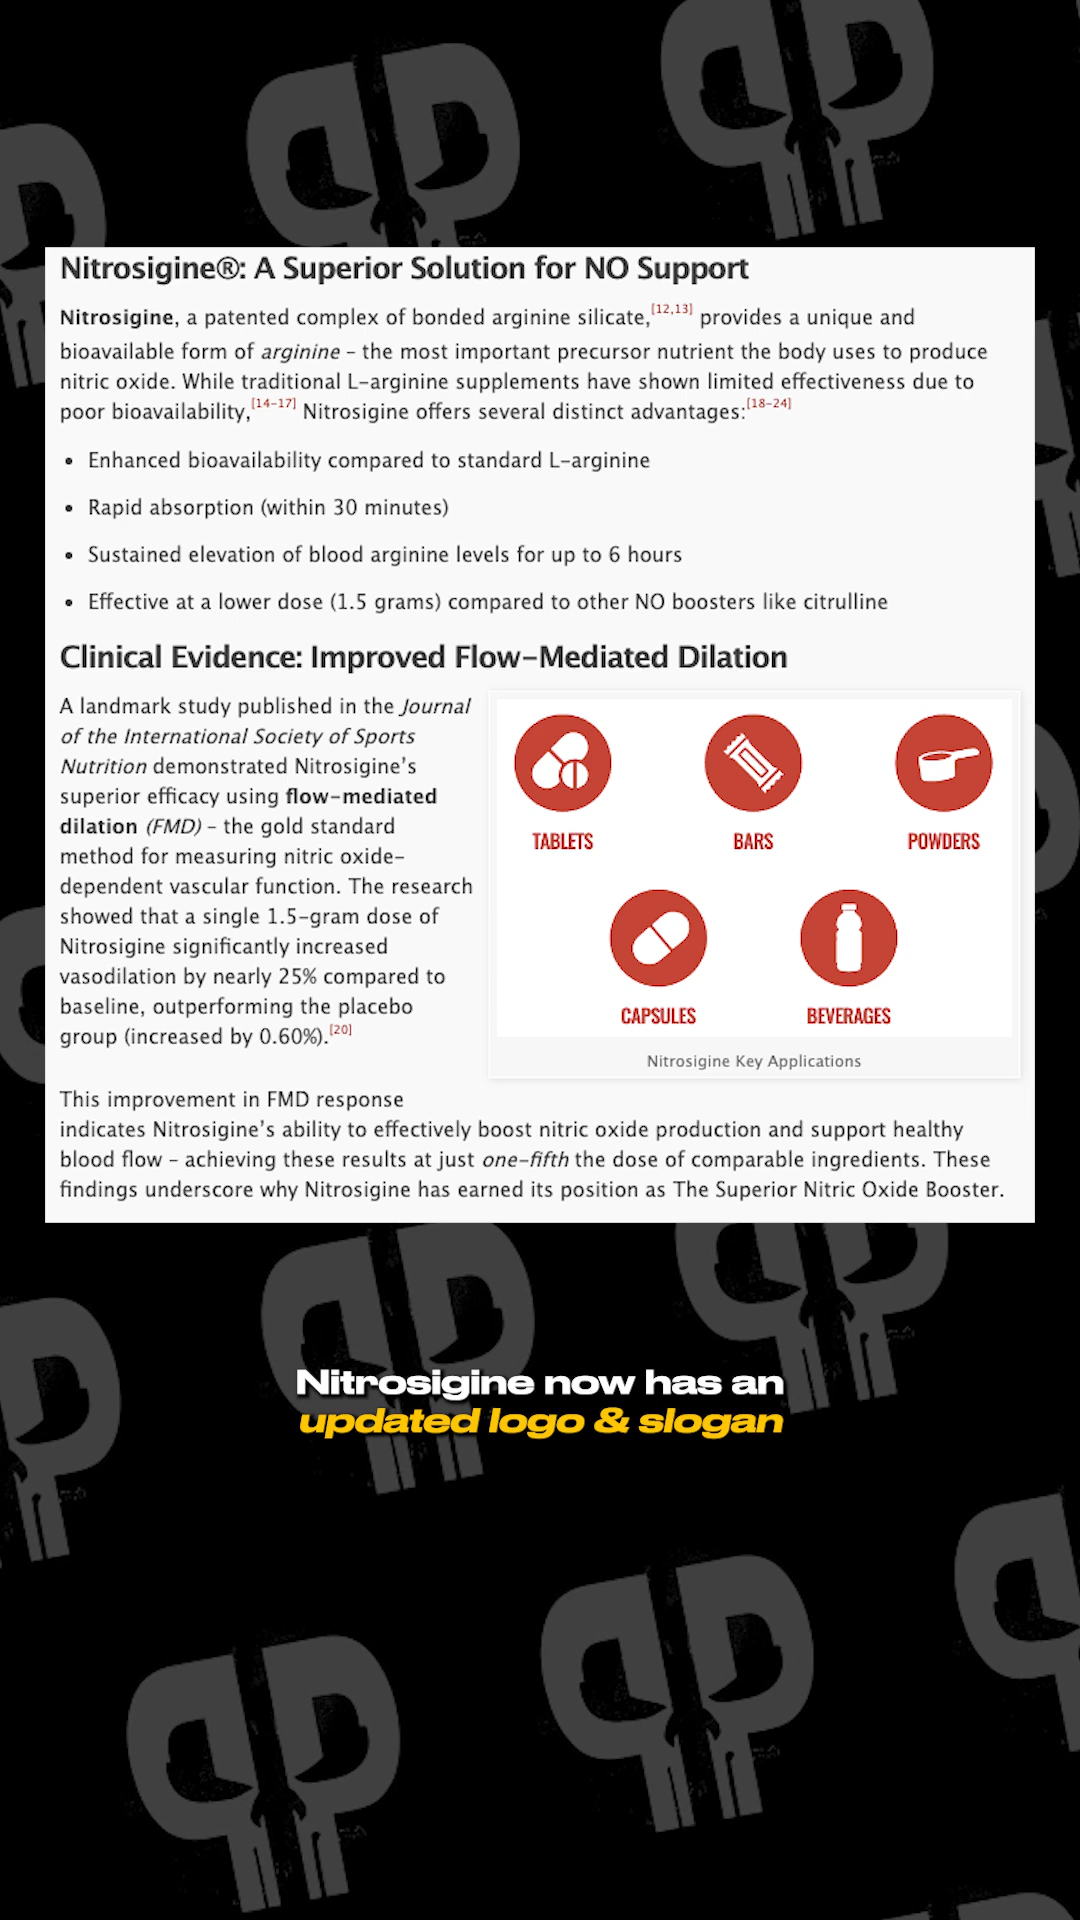 Nitrosigine®: A Superior Solution for NO Support
Nitrosigine, a patented complex of bonded arginine silicate,[12,13] provides a unique and
bioavailable form of arginine – the most important precursor nutrient the body uses to produce
nitric oxide. While traditional L-arginine supplements have shown limited effectiveness due to
poor bioavailability,[14-17] Nitrosigine offers several distinct advantages:[18-24]
• Enhanced bioavailability compared to standard L-arginine
• Rapid absorption (within 30 minutes)
• Sustained elevation of blood arginine levels for up to 6 hours
• Effective at a lower dose (1.5 grams) compared to other NO boosters like citrulline
Clinical Evidence: Improved Flow-Mediated Dilation
A landmark study published in the Journal
of the International Society of Sports
Nutrition demonstrated Nitrosigine's
superior efficacy using flow-mediated
dilation (FMD) – the gold standard
method for measuring nitric oxide-
dependent vascular function. The research
showed that a single 1.5-gram dose of
Nitrosigine significantly increased
vasodilation by nearly 25% compared to
baseline, outperforming the placebo
group (increased by 0.60%).[20]
TABLETS
BARS
POWDERS
CAPSULES
BEVERAGES
Nitrosigine Key Applications
This improvement in FMD response
indicates Nitrosigine's ability to effectively boost nitric oxide production and support healthy
blood flow – achieving these results at just one-fifth the dose of comparable ingredients. These
findings underscore why Nitrosigine has earned its position as The Superior Nitric Oxide Booster.
Nitrosigine now has an
updated logo & slogan